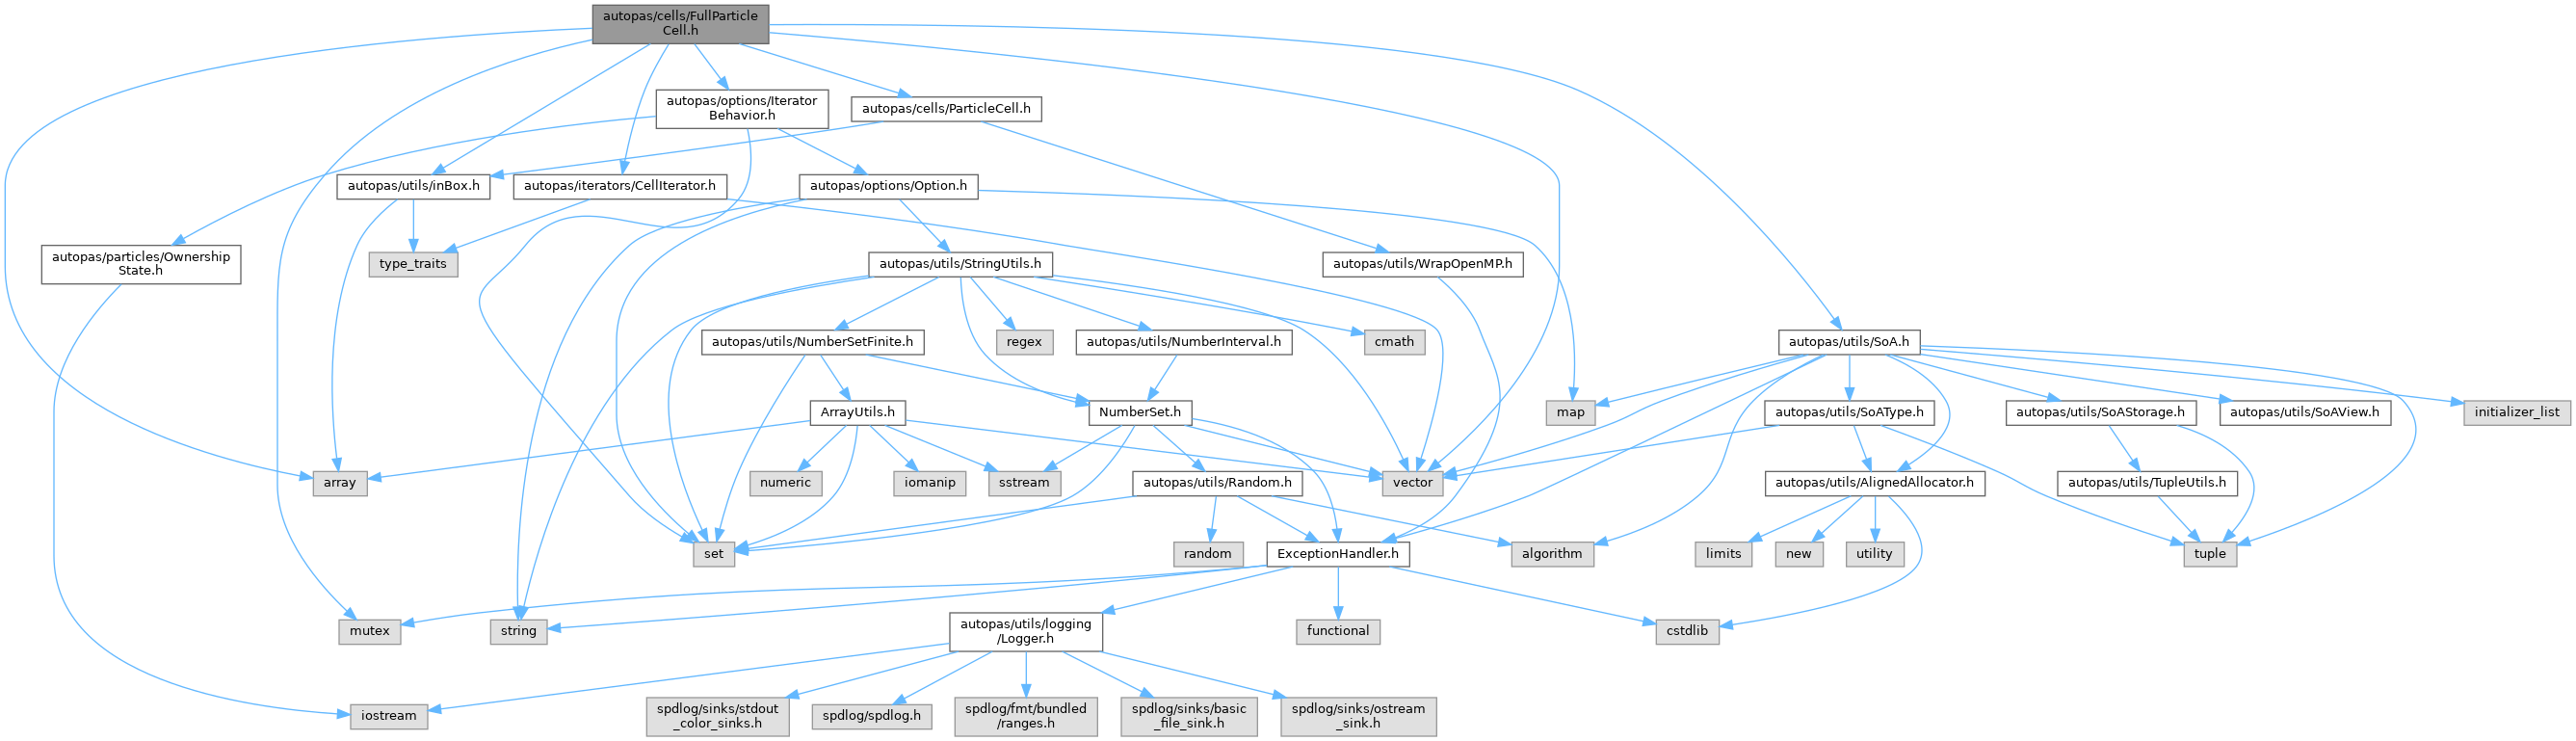 autopas/cells/FullParticle
Cell.h
autopas/options/Iterator
Behavior.h
autopas/cells/ParticleCell.h
autopas/utils/inBox.h
autopas/iterators/CellIterator.h
autopas/options/Option.h
autopas/particles/Ownership
State.h
type_traits
autopas/utils/StringUtils.h
autopas/utils/WrapOpenMP.h
autopas/utils/NumberSetFinite.h
regex
autopas/utils/NumberInterval.h
cmath
autopas/utils/SoA.h
ArrayUtils.h
NumberSet.h
map
autopas/utils/SoAType.h
autopas/utils/SoAStorage.h
autopas/utils/SoAView.h
initializer_list
array
numeric
iomanip
sstream
autopas/utils/Random.h
vector
autopas/utils/AlignedAllocator.h
autopas/utils/TupleUtils.h
set
random
ExceptionHandler.h
algorithm
limits
new
utility
tuple
mutex
string
autopas/utils/logging
/Logger.h
functional
cstdlib
iostream
spdlog/sinks/stdout
_color_sinks.h
spdlog/spdlog.h
spdlog/fmt/bundled
/ranges.h
spdlog/sinks/basic
_file_sink.h
spdlog/sinks/ostream
_sink.h